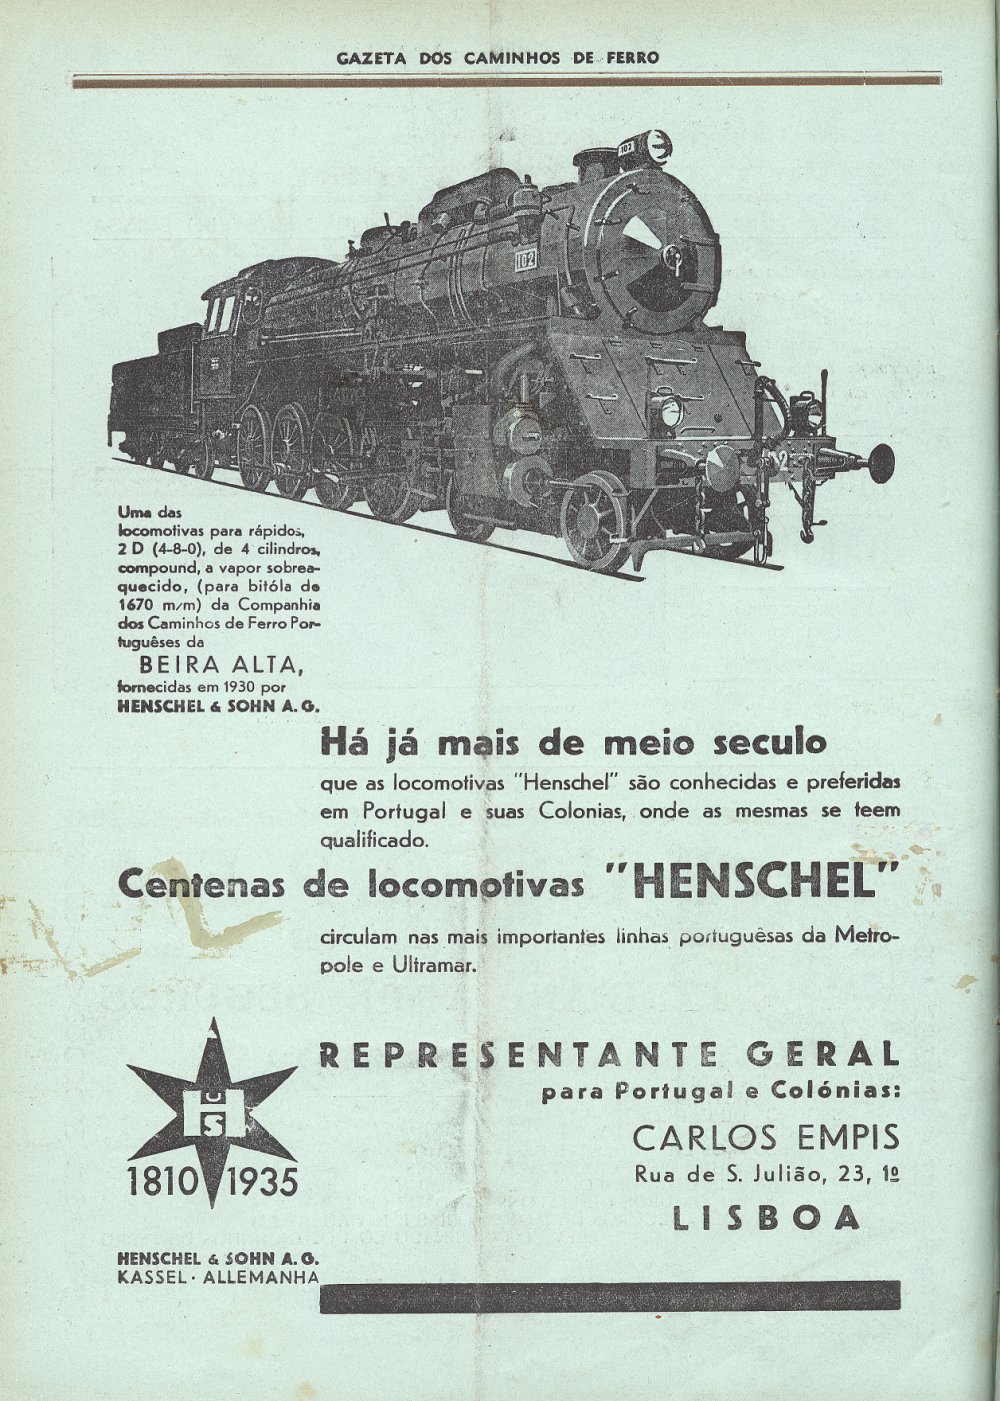 GAZETA DOS CAMINHOS DE FERRO
102
102
Uma das
locomotivas para rápidos,
2 D (4-8-0), de 4 cilindros,
compound, a vapor sobrea-
quecido, (para bitóla de
1670 m/m) da Companhia
dos Caminhos de Ferro Por-
tuguêses da
BEIRA ALTA,
fornecidas em 1930 por
HENSCHEL & SOHN A. G.
Há já mais de meio seculo
que as locomotivas "Henschel" são conhecidas e preferidas
em Portugal e suas Colonias, onde as mesmas se teem
qualificado.
Centenas de locomotivas "HENSCHEL"
circulam nas mais importantes linhas portuguêsas da Metro-
pole e Ultramar.
REPRESENTANTE GERAL
para Portugal e Colónias:
CARLOS EMPIS
Rua de S. Julião, 23, 1º
LISBOA
H U S
1810 1935
HENSCHEL & SOHN A. G.
KASSEL · ALLEMANHA